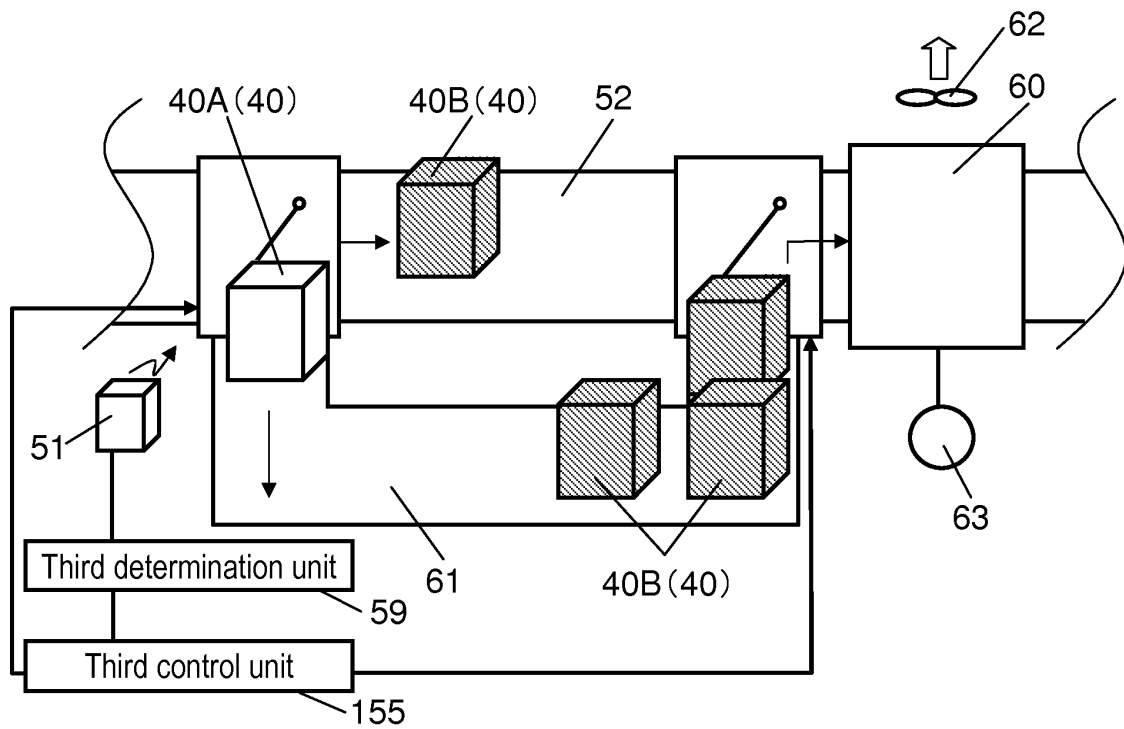 62
40A(40)
40B(40)
52
60
51
63
Third determination unit
61
40B(40)
59
Third control unit
155